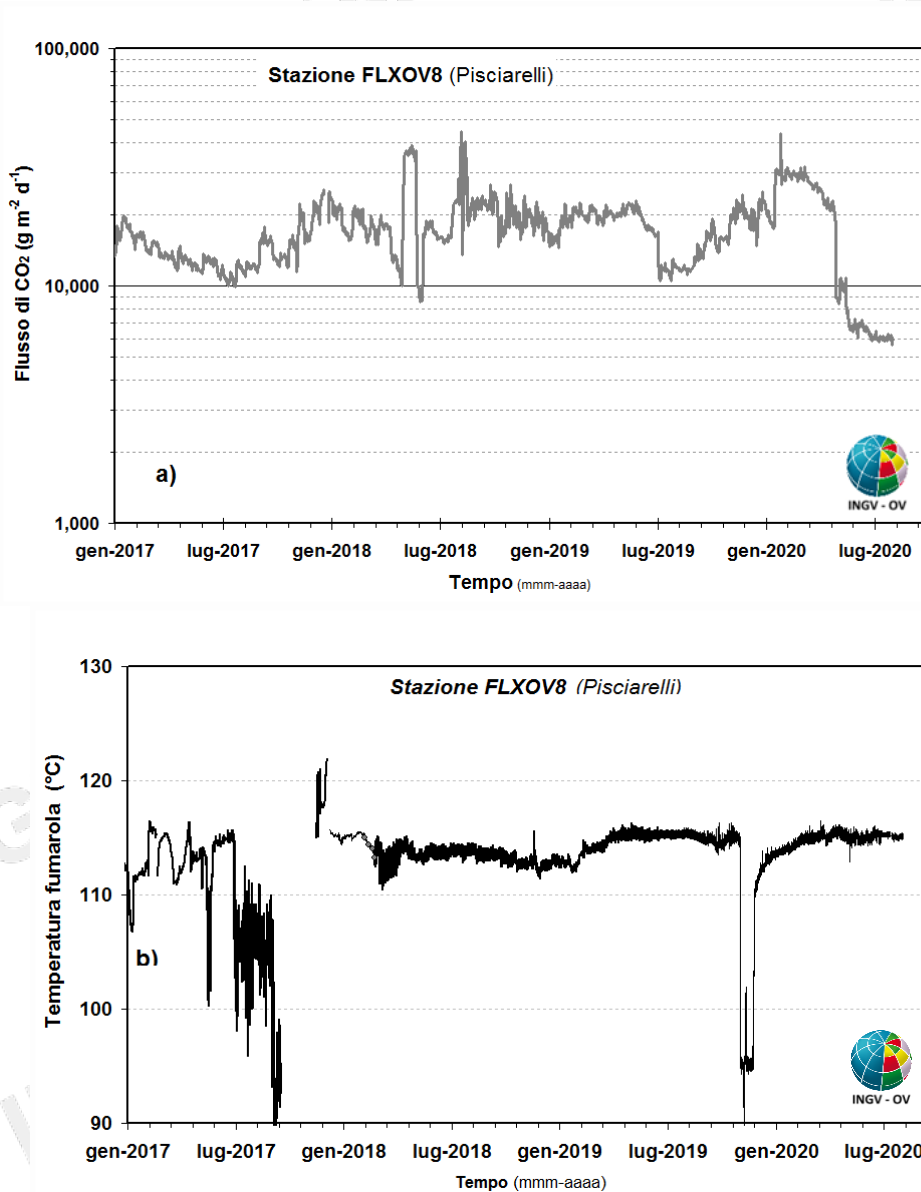 Stazione FLXOV8 (Pisciarelli)
Flusso di CO₂ (g m⁻² d⁻¹)
100,000
10,000
1,000
a)
INGV - OV
gen-2017 lug-2017 gen-2018 lug-2018 gen-2019 lug-2019 gen-2020 lug-2020
Tempo (mmm-aaaa)
Stazione FLXOV8 (Pisciarelli)
Temperatura fumarola (°C)
130
120
110
100
90
b)
INGV - OV
gen-2017 lug-2017 gen-2018 lug-2018 gen-2019 lug-2019 gen-2020 lug-2020
Tempo (mmm-aaaa)